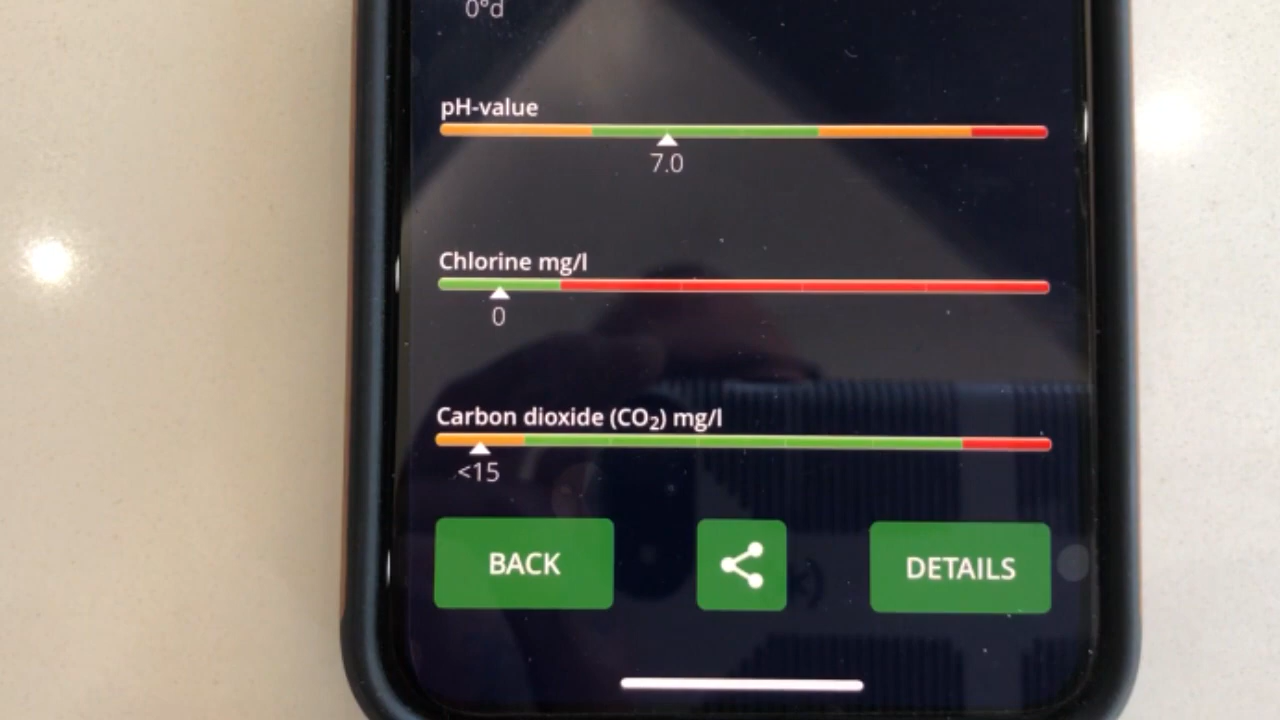 0°d
pH-value
7.0
Chlorine mg/l
0
Carbon dioxide (CO₂) mg/l
<15
BACK
DETAILS